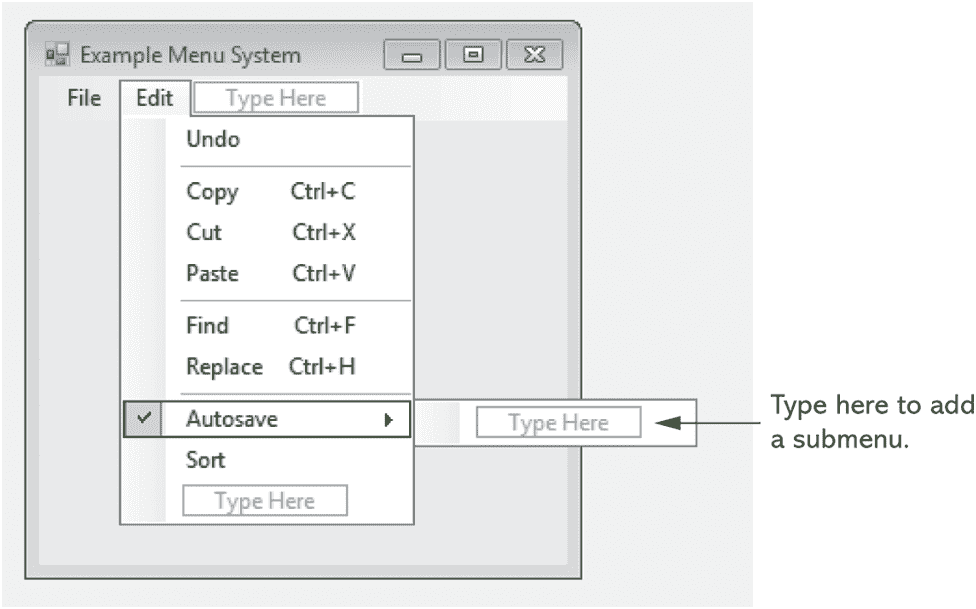 Example Menu System
File Edit Type Here
Undo
Copy Ctrl+C
Cut Ctrl+X
Paste Ctrl+V
Find Ctrl+F
Replace Ctrl+H
Autosave Type Here
Type here to add
a submenu.
Sort
Type Here